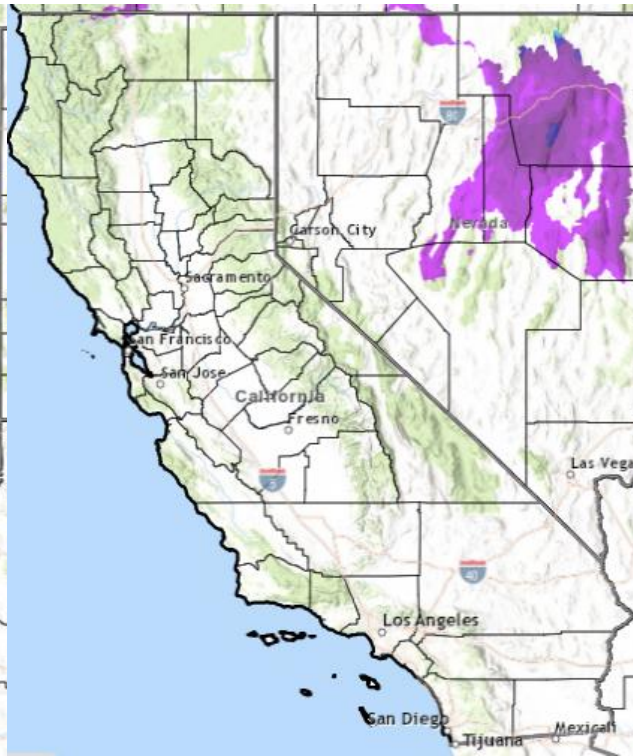 80
Nevada
Carson City
Sacramento
San Francisco
San Jose
California
Fresno
5
Las Vega
40
Los Angeles
San Diego
Tijuana
Mexicali